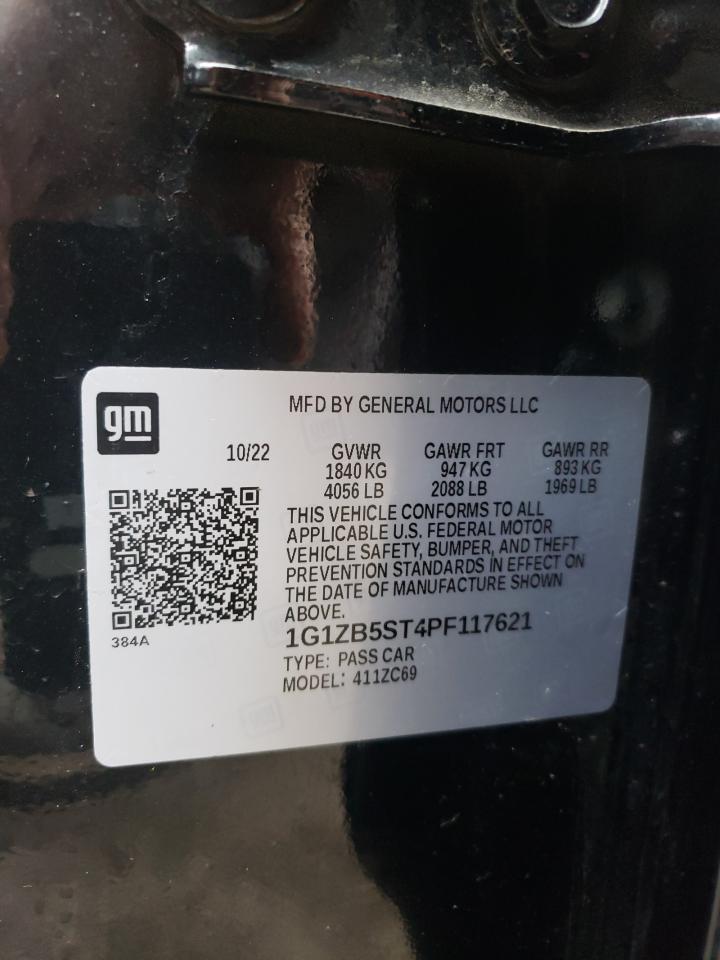 gm
MFD BY GENERAL MOTORS LLC
10/22 GVWR GAWR FRT GAWR RR
1840 KG 947 KG 893 KG
4056 LB 2088 LB 1969 LB
THIS VEHICLE CONFORMS TO ALL
APPLICABLE U.S. FEDERAL MOTOR
VEHICLE SAFETY, BUMPER, AND THEFT
PREVENTION STANDARDS IN EFFECT ON
THE DATE OF MANUFACTURE SHOWN
ABOVE.
384A
1G1ZB5ST4PF117621
TYPE: PASS CAR
MODEL: 411ZC69